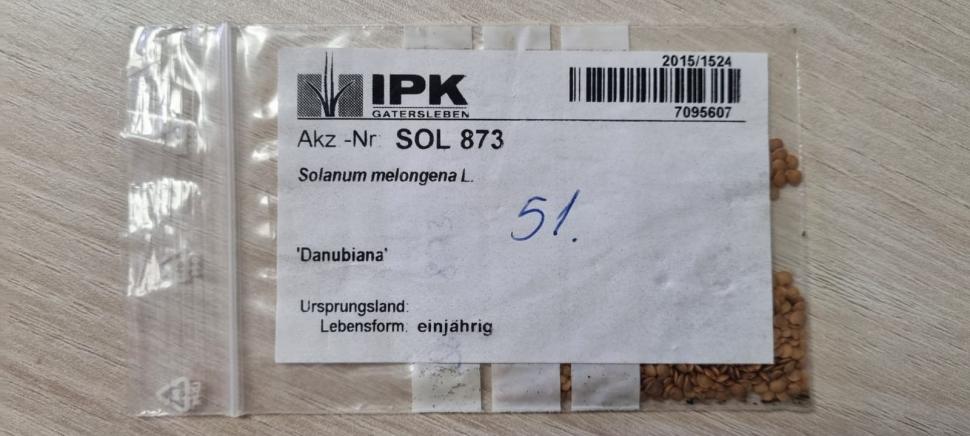 2015/1524
IPK
GATERSLEBEN
7095607
Akz.-Nr: SOL 873
Solanum melongena L.
51.
'Danubiana'
Ursprungsland:
Lebensform: einjährig